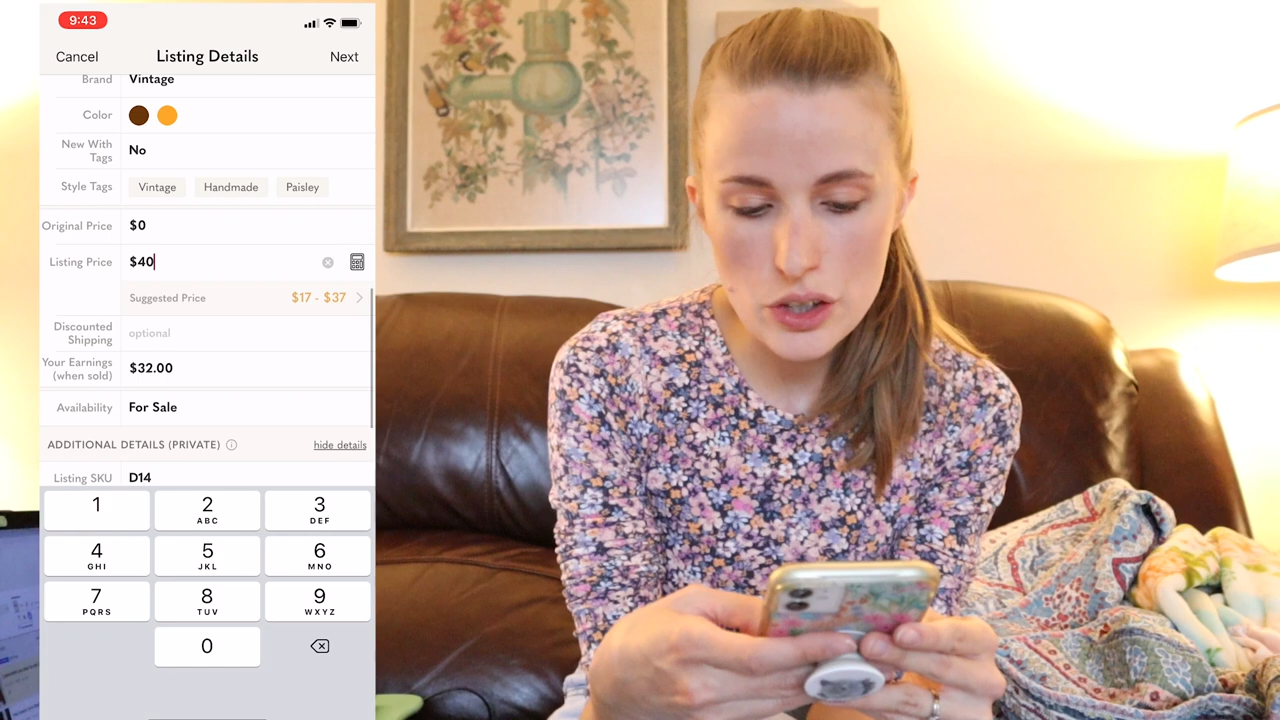 9:43
Cancel Listing Details Next
Brand Vintage
Color
New With
Tags No
Style Tags Vintage Handmade Paisley
Original Price $0
Listing Price $40
Suggested Price $17 - $37
Discounted
Shipping optional
Your Earnings
(when sold) $32.00
Availability For Sale
ADDITIONAL DETAILS (PRIVATE) hide details
Listing SKU D14
1 2 3
ABC DEF
4 5 6
GHI JKL MNO
7 8 9
PQRS TUV WXYZ
0